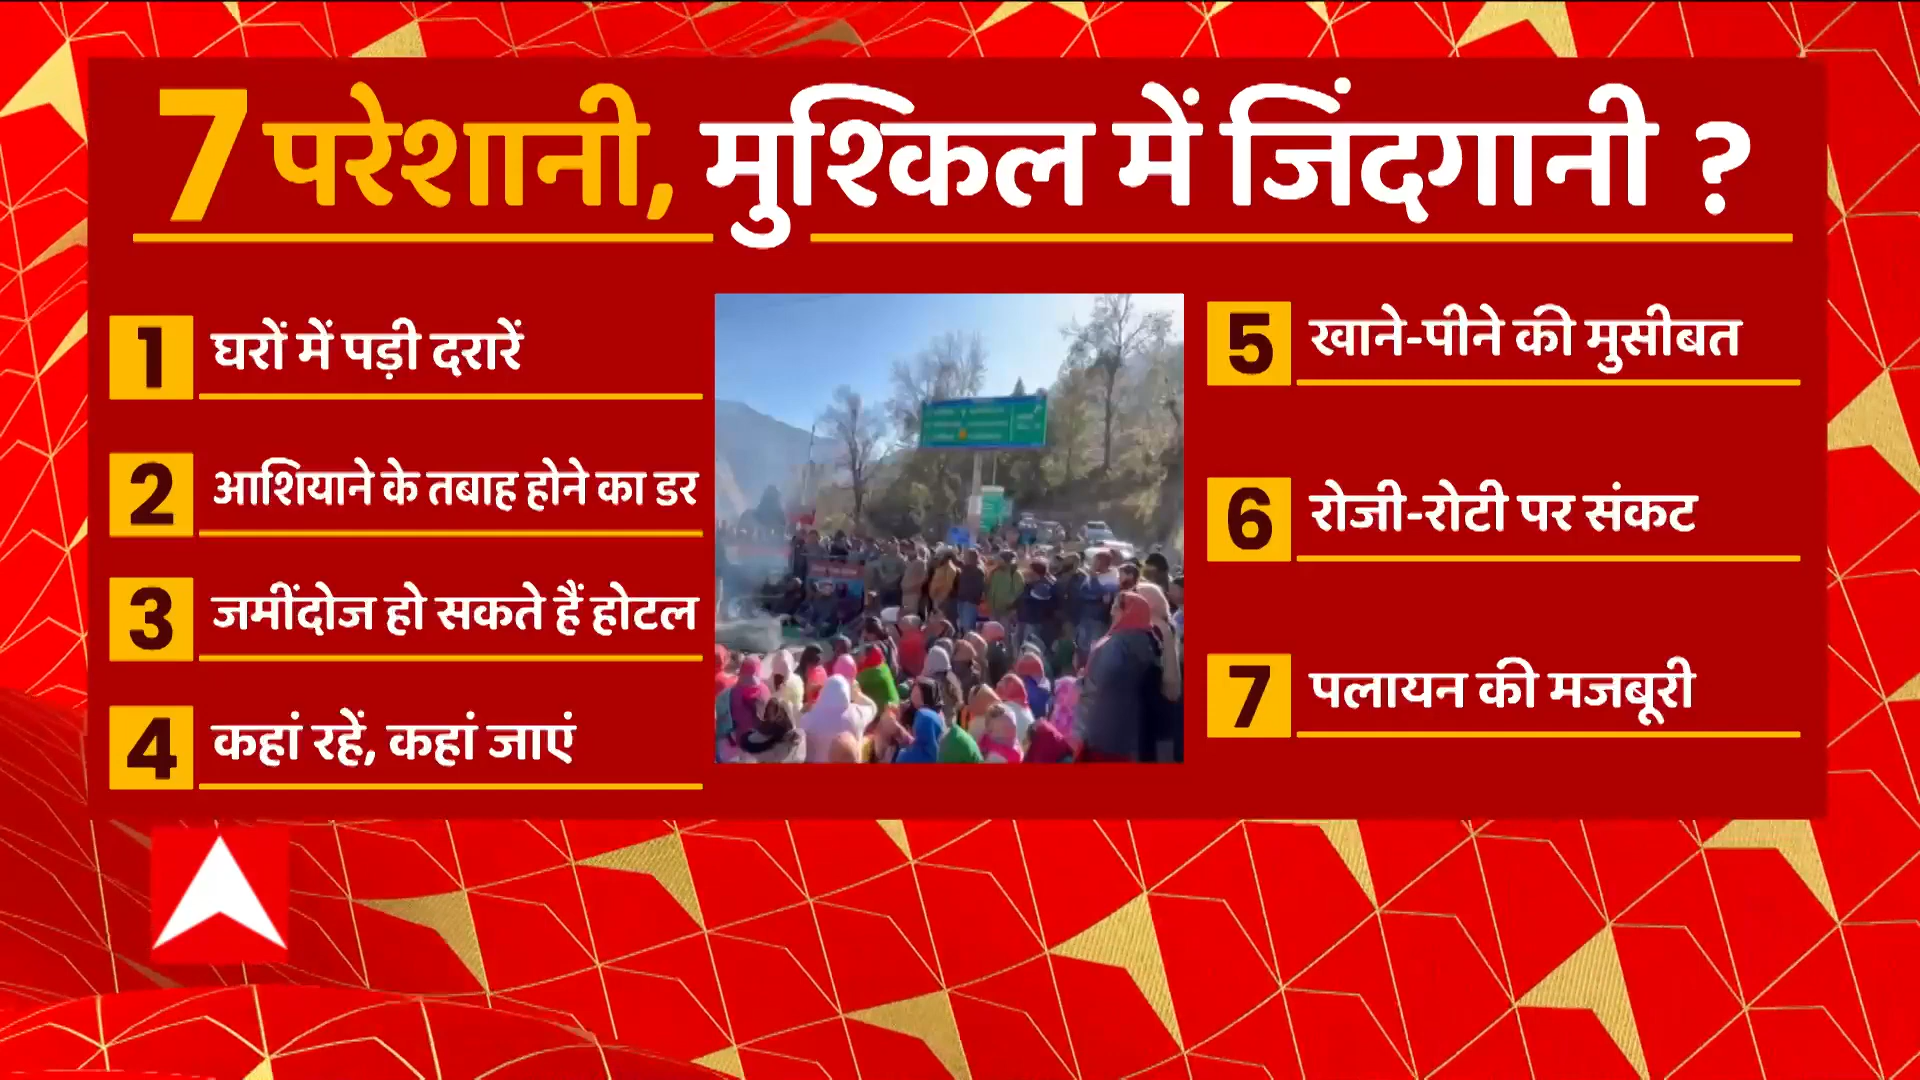 7 परेशानी, मुश्किल में जिंदगानी ?
1 घरों में पड़ी दरारें
2 आशियाने के तबाह होने का डर
3 जमींदोज हो सकते हैं होटल
4 कहां रहें, कहां जाएं
5 खाने-पीने की मुसीबत
6 रोजी-रोटी पर संकट
7 पलायन की मजबूरी